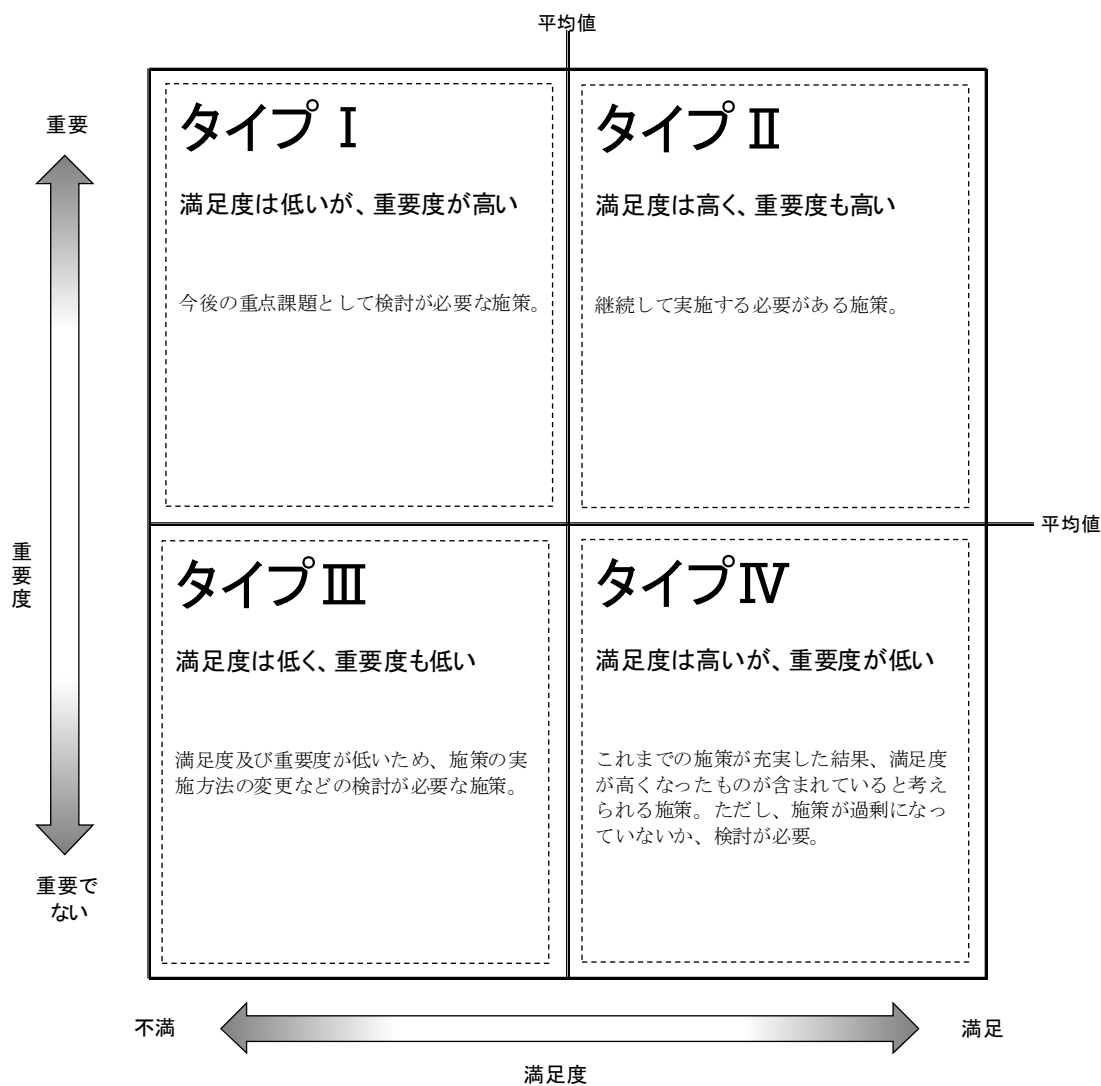 平均値
重要
タイプ Ⅰ
満足度は低いが、重要度が高い
今後の重点課題として検討が必要な施策。
タイプ Ⅱ
満足度は高く、重要度も高い
継続して実施する必要がある施策。
平均値
重要度
タイプⅢ
満足度は低く、重要度も低い
満足度及び重要度が低いため、施策の実
施方法の変更などの検討が必要な施策。
タイプⅣ
満足度は高いが、重要度が低い
これまでの施策が充実した結果、満足度
が高くなったものが含まれていると考え
られる施策。ただし、施策が過剰になっ
ていないか、検討が必要。
重要で
ない
不満
満足
満足度